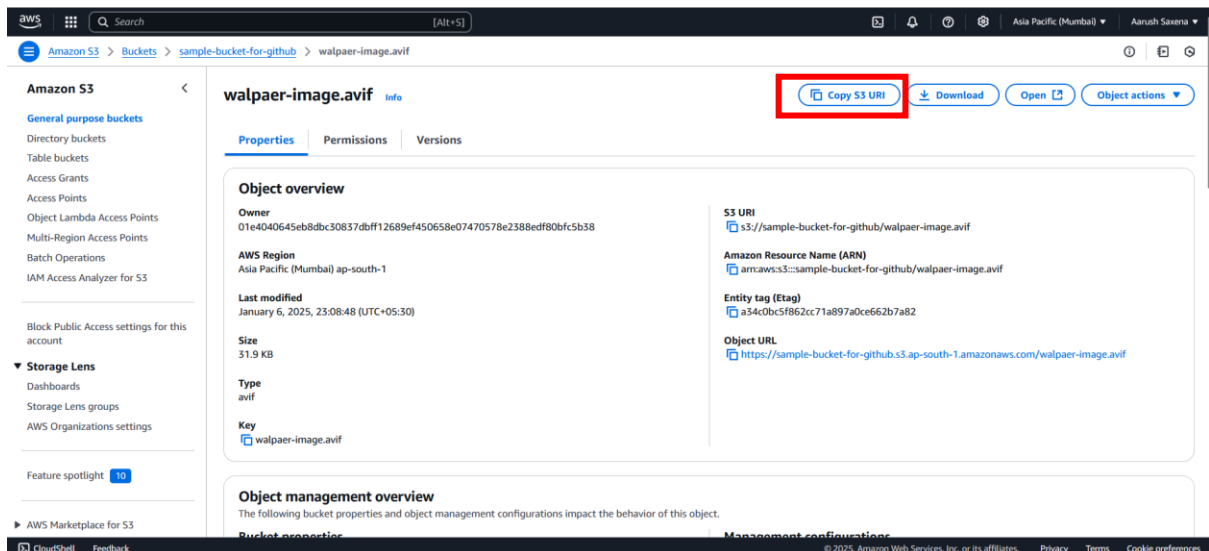 aws
Search [Alt+S]
Asia Pacific (Mumbai) ▼ Aarush Saxena ▼
Amazon S3 > Buckets > sample-bucket-for-github > walpaer-image.avif
Amazon S3
General purpose buckets
Directory buckets
Table buckets
Access Grants
Access Points
Object Lambda Access Points
Multi-Region Access Points
Batch Operations
IAM Access Analyzer for S3
Block Public Access settings for this
account
▼ Storage Lens
Dashboards
Storage Lens groups
AWS Organizations settings
Feature spotlight 10
▶ AWS Marketplace for S3
walpaer-image.avif Info
Copy S3 URI Download Open Object actions ▼
Properties Permissions Versions
Object overview
Owner
01e4040645eb8dbc30837dbff12689ef450658e07470578e2388edf80bfc5b38
AWS Region
Asia Pacific (Mumbai) ap-south-1
Last modified
January 6, 2025, 23:08:48 (UTC+05:30)
Size
31.9 KB
Type
avif
Key
walpaer-image.avif
S3 URI
s3://sample-bucket-for-github/walpaer-image.avif
Amazon Resource Name (ARN)
arn:aws:s3:::sample-bucket-for-github/walpaer-image.avif
Entity tag (Etag)
a34c0bc5f862cc71a897a0ce662b7a82
Object URL
https://sample-bucket-for-github.s3.ap-south-1.amazonaws.com/walpaer-image.avif
Object management overview
The following bucket properties and object management configurations impact the behavior of this object.
Bucket properties Management configurations
CloudShell Feedback © 2025, Amazon Web Services, Inc. or its affiliates. Privacy Terms Cookie preferences